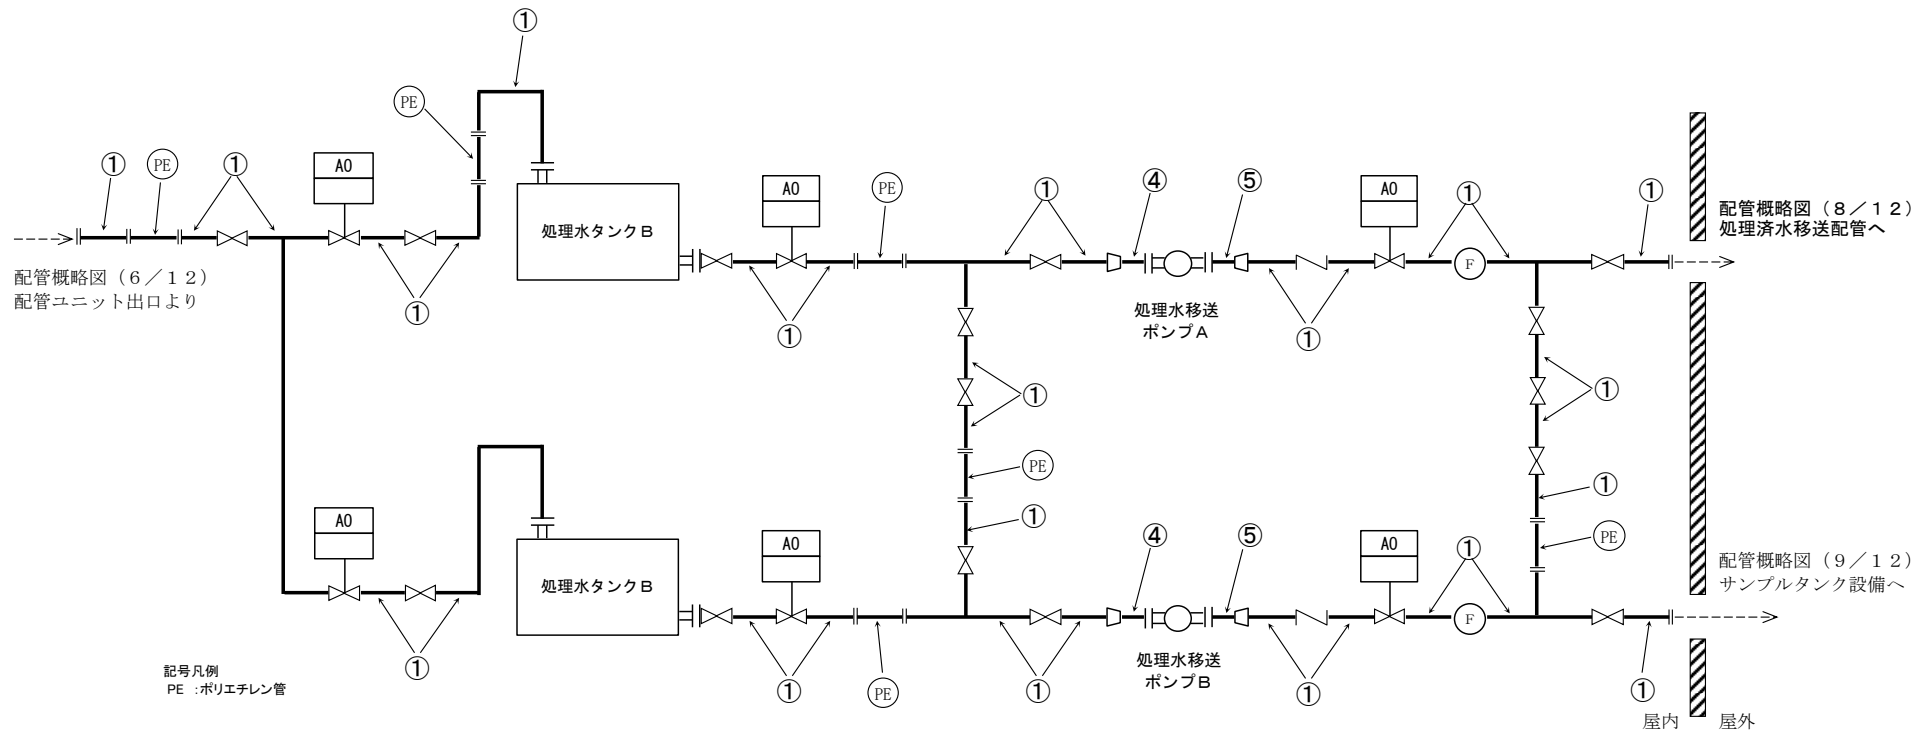 ①
PE
① PE ① AO AO PE ① ④ ⑤ AO ① ①
配管概略図（８／１２）
処理済水移送配管へ
処理水タンクＢ
F
配管概略図（６／１２）
配管ユニット出口より
①
①
処理水移送
ポンプＡ
①
①
①
PE
①
①
PE
AO AO ④ ⑤ AO ①
配管概略図（９／１２）
サンプルタンク設備へ
処理水タンクＢ
F
①
①
PE
①
処理水移送
ポンプＢ
①
①
記号凡例
PE ：ポリエチレン管
屋内 屋外